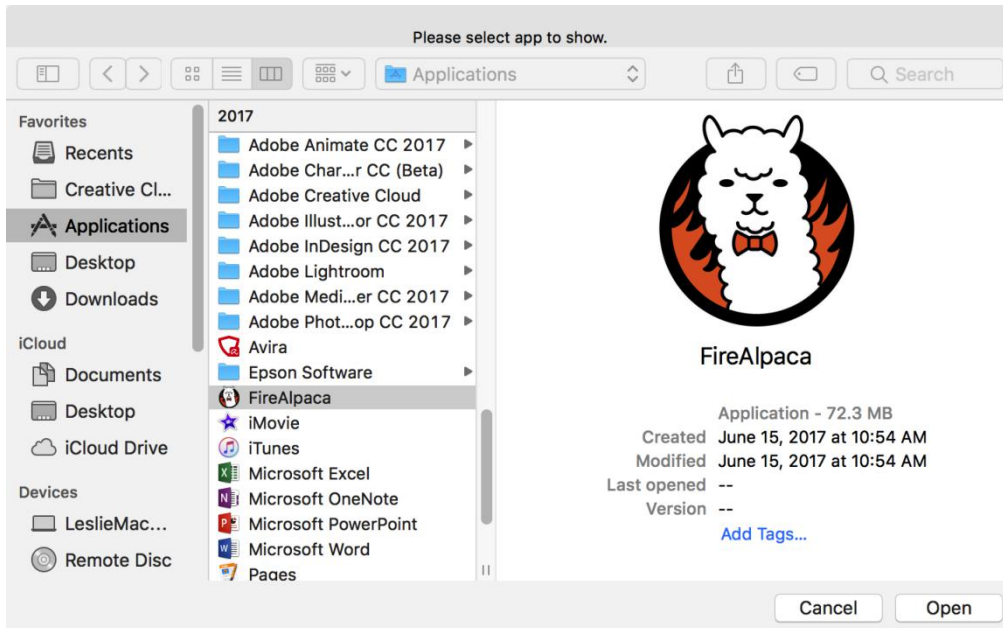 Please select app to show.
Applications
Search
Favorites
Recents
Creative Cl...
Applications
Desktop
Downloads
iCloud
Documents
Desktop
iCloud Drive
Devices
LeslieMac...
Remote Disc
2017
Adobe Animate CC 2017
Adobe Char...r CC (Beta)
Adobe Creative Cloud
Adobe Illust...or CC 2017
Adobe InDesign CC 2017
Adobe Lightroom
Adobe Medi...er CC 2017
Adobe Phot...op CC 2017
Avira
Epson Software
FireAlpaca
iMovie
iTunes
Microsoft Excel
Microsoft OneNote
Microsoft PowerPoint
Microsoft Word
Pages
FireAlpaca
Application - 72.3 MB
Created June 15, 2017 at 10:54 AM
Modified June 15, 2017 at 10:54 AM
Last opened --
Version --
Add Tags...
Cancel
Open